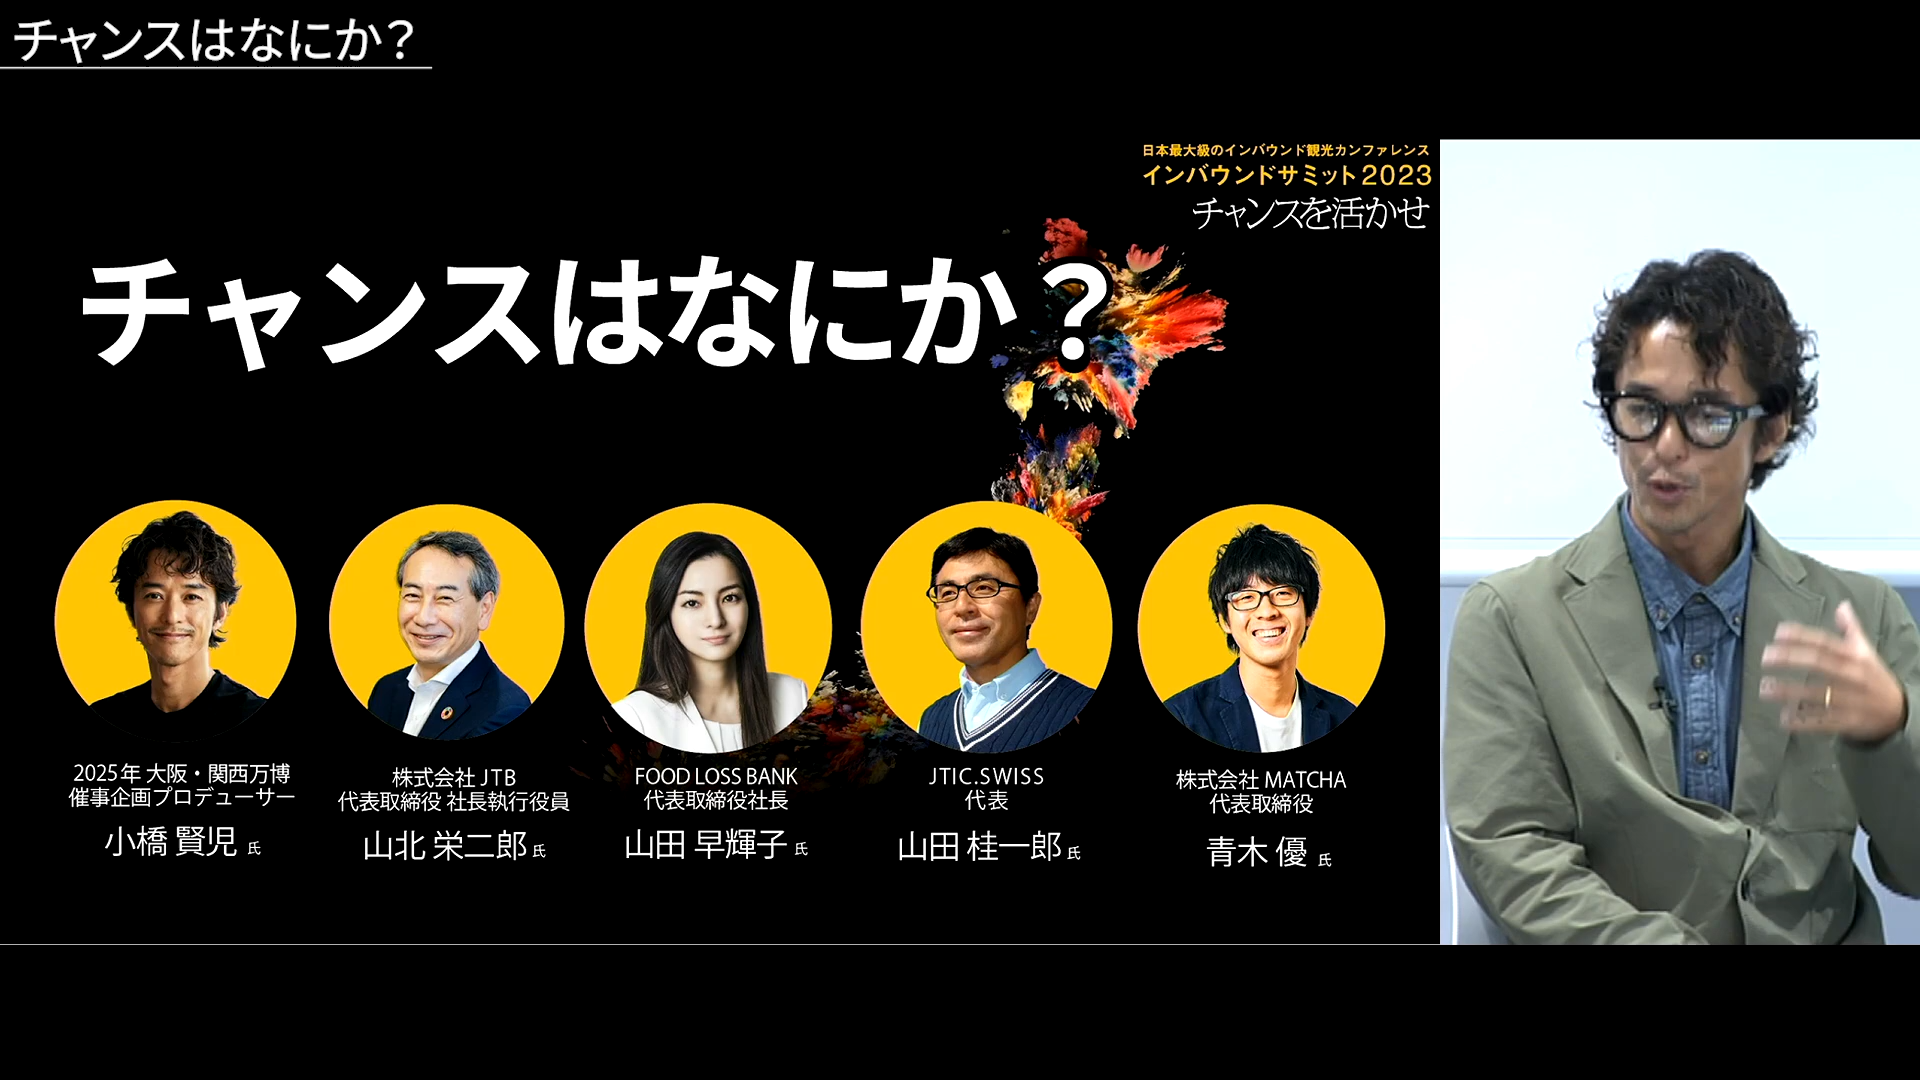 チャンスはなにか？
日本最大級のインバウンド観光カンファレンス
インバウンドサミット2023
チャンスを活かせ
チャンスはなにか？
2025年 大阪・関西万博
催事企画プロデューサー
小橋 賢児 氏
株式会社 JTB
代表取締役 社長執行役員
山北 栄二郎 氏
FOOD LOSS BANK
代表取締役社長
山田 早輝子 氏
JTIC.SWISS
代表
山田 桂一郎 氏
株式会社 MATCHA
代表取締役
青木 優 氏